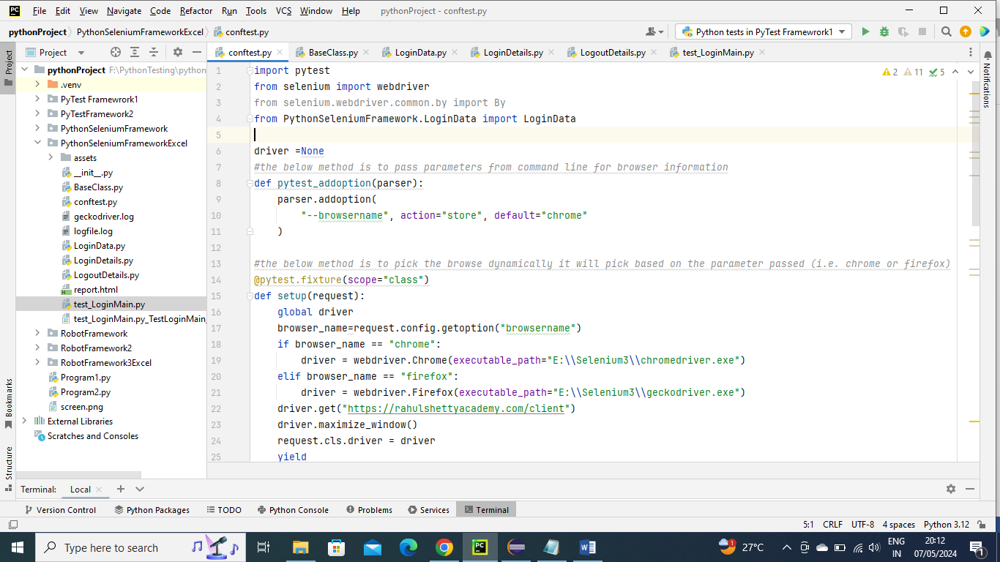 File Edit View Navigate Code Refactor Run Tools VCS Window Help pythonProject - conftest.py
pythonProject PythonSeleniumFrameworkExcel conftest.py Python tests in PyTest Framewrork1
Project conftest.py BaseClass.py LoginData.py LoginDetails.py LogoutDetails.py test_LoginMain.py
Project
Bookmarks
Structure
Notifications
pythonProject F:\PythonTesting\python
.venv
PyTest Framewrork1
PyTestFramework2
PythonSeleniumFramework
PythonSeleniumFrameworkExcel
assets
__init__.py
BaseClass.py
conftest.py
geckodriver.log
logfile.log
LoginData.py
LoginDetails.py
LogoutDetails.py
report.html
test_LoginMain.py
test_LoginMain.py_TestLoginMain_
RobotFramework
RobotFramework2
RobotFramework3Excel
Program1.py
Program2.py
screen.png
External Libraries
Scratches and Consoles
2 11 5
1 import pytest
2 from selenium import webdriver
3 from selenium.webdriver.common.by import By
4 from PythonSeleniumFramework.LoginData import LoginData
5
6 driver =None
7 #the below method is to pass parameters from command line for browser information
8 def pytest_addoption(parser):
9 parser.addoption(
10 "--browsername", action="store", default="chrome"
11 )
12
13 #the below method is to pick the browse dynamically it will pick based on the parameter passed (i.e. chrome or firefox)
14 @pytest.fixture(scope="class")
15 def setup(request):
16 global driver
17 browser_name=request.config.getoption("browsername")
18 if browser_name == "chrome":
19 driver = webdriver.Chrome(executable_path="E:\\Selenium3\\chromedriver.exe")
20 elif browser_name == "firefox":
21 driver = webdriver.Firefox(executable_path="E:\\Selenium3\\geckodriver.exe")
22 driver.get("https://rahulshettyacademy.com/client")
23 driver.maximize_window()
24 request.cls.driver = driver
25 yield
Terminal: Local
Version Control Python Packages TODO Python Console Problems Services Terminal
5:1 CRLF UTF-8 4 spaces Python 3.12
Type here to search 27°C ENG IN 20:12 07/05/2024 1